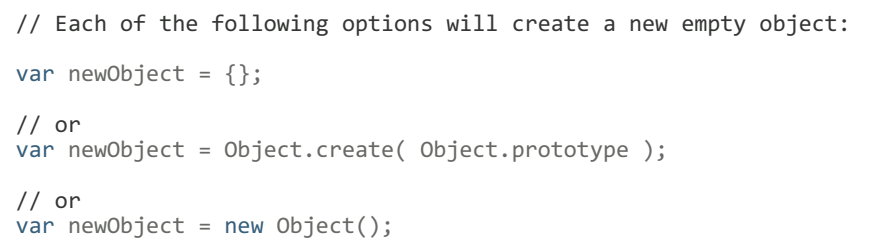 // Each of the following options will create a new empty object:
var newObject = {};
// or
var newObject = Object.create( Object.prototype );
// or
var newObject = new Object();